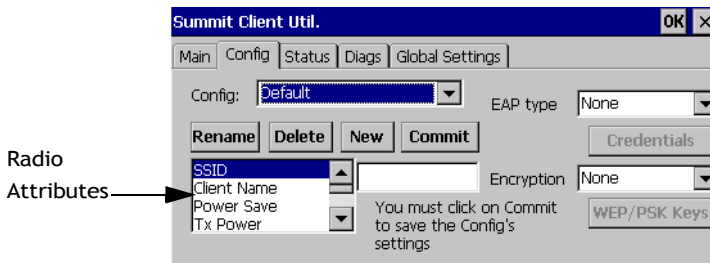 Summit Client Util.
OK
Main
Config
Status
Diags
Global Settings
Config:
Default
EAP type
None
Rename
Delete
New
Commit
Credentials
Radio
Attributes
SSID
Client Name
Power Save
Tx Power
Encryption
None
You must click on Commit
to save the Config's
settings
WEP/PSK Keys